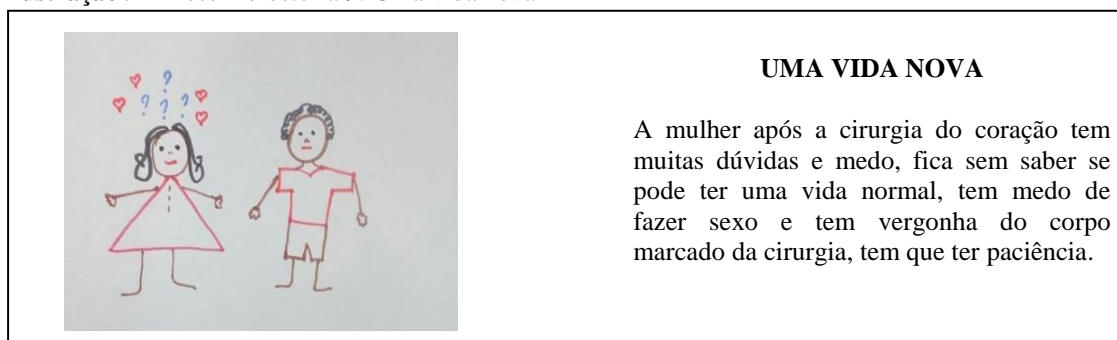 UMA VIDA NOVA
A mulher após a cirurgia do coração tem
muitas dúvidas e medo, fica sem saber se
pode ter uma vida normal, tem medo de
fazer sexo e tem vergonha do corpo
marcado da cirurgia, tem que ter paciência.
? 
? ? ?
?